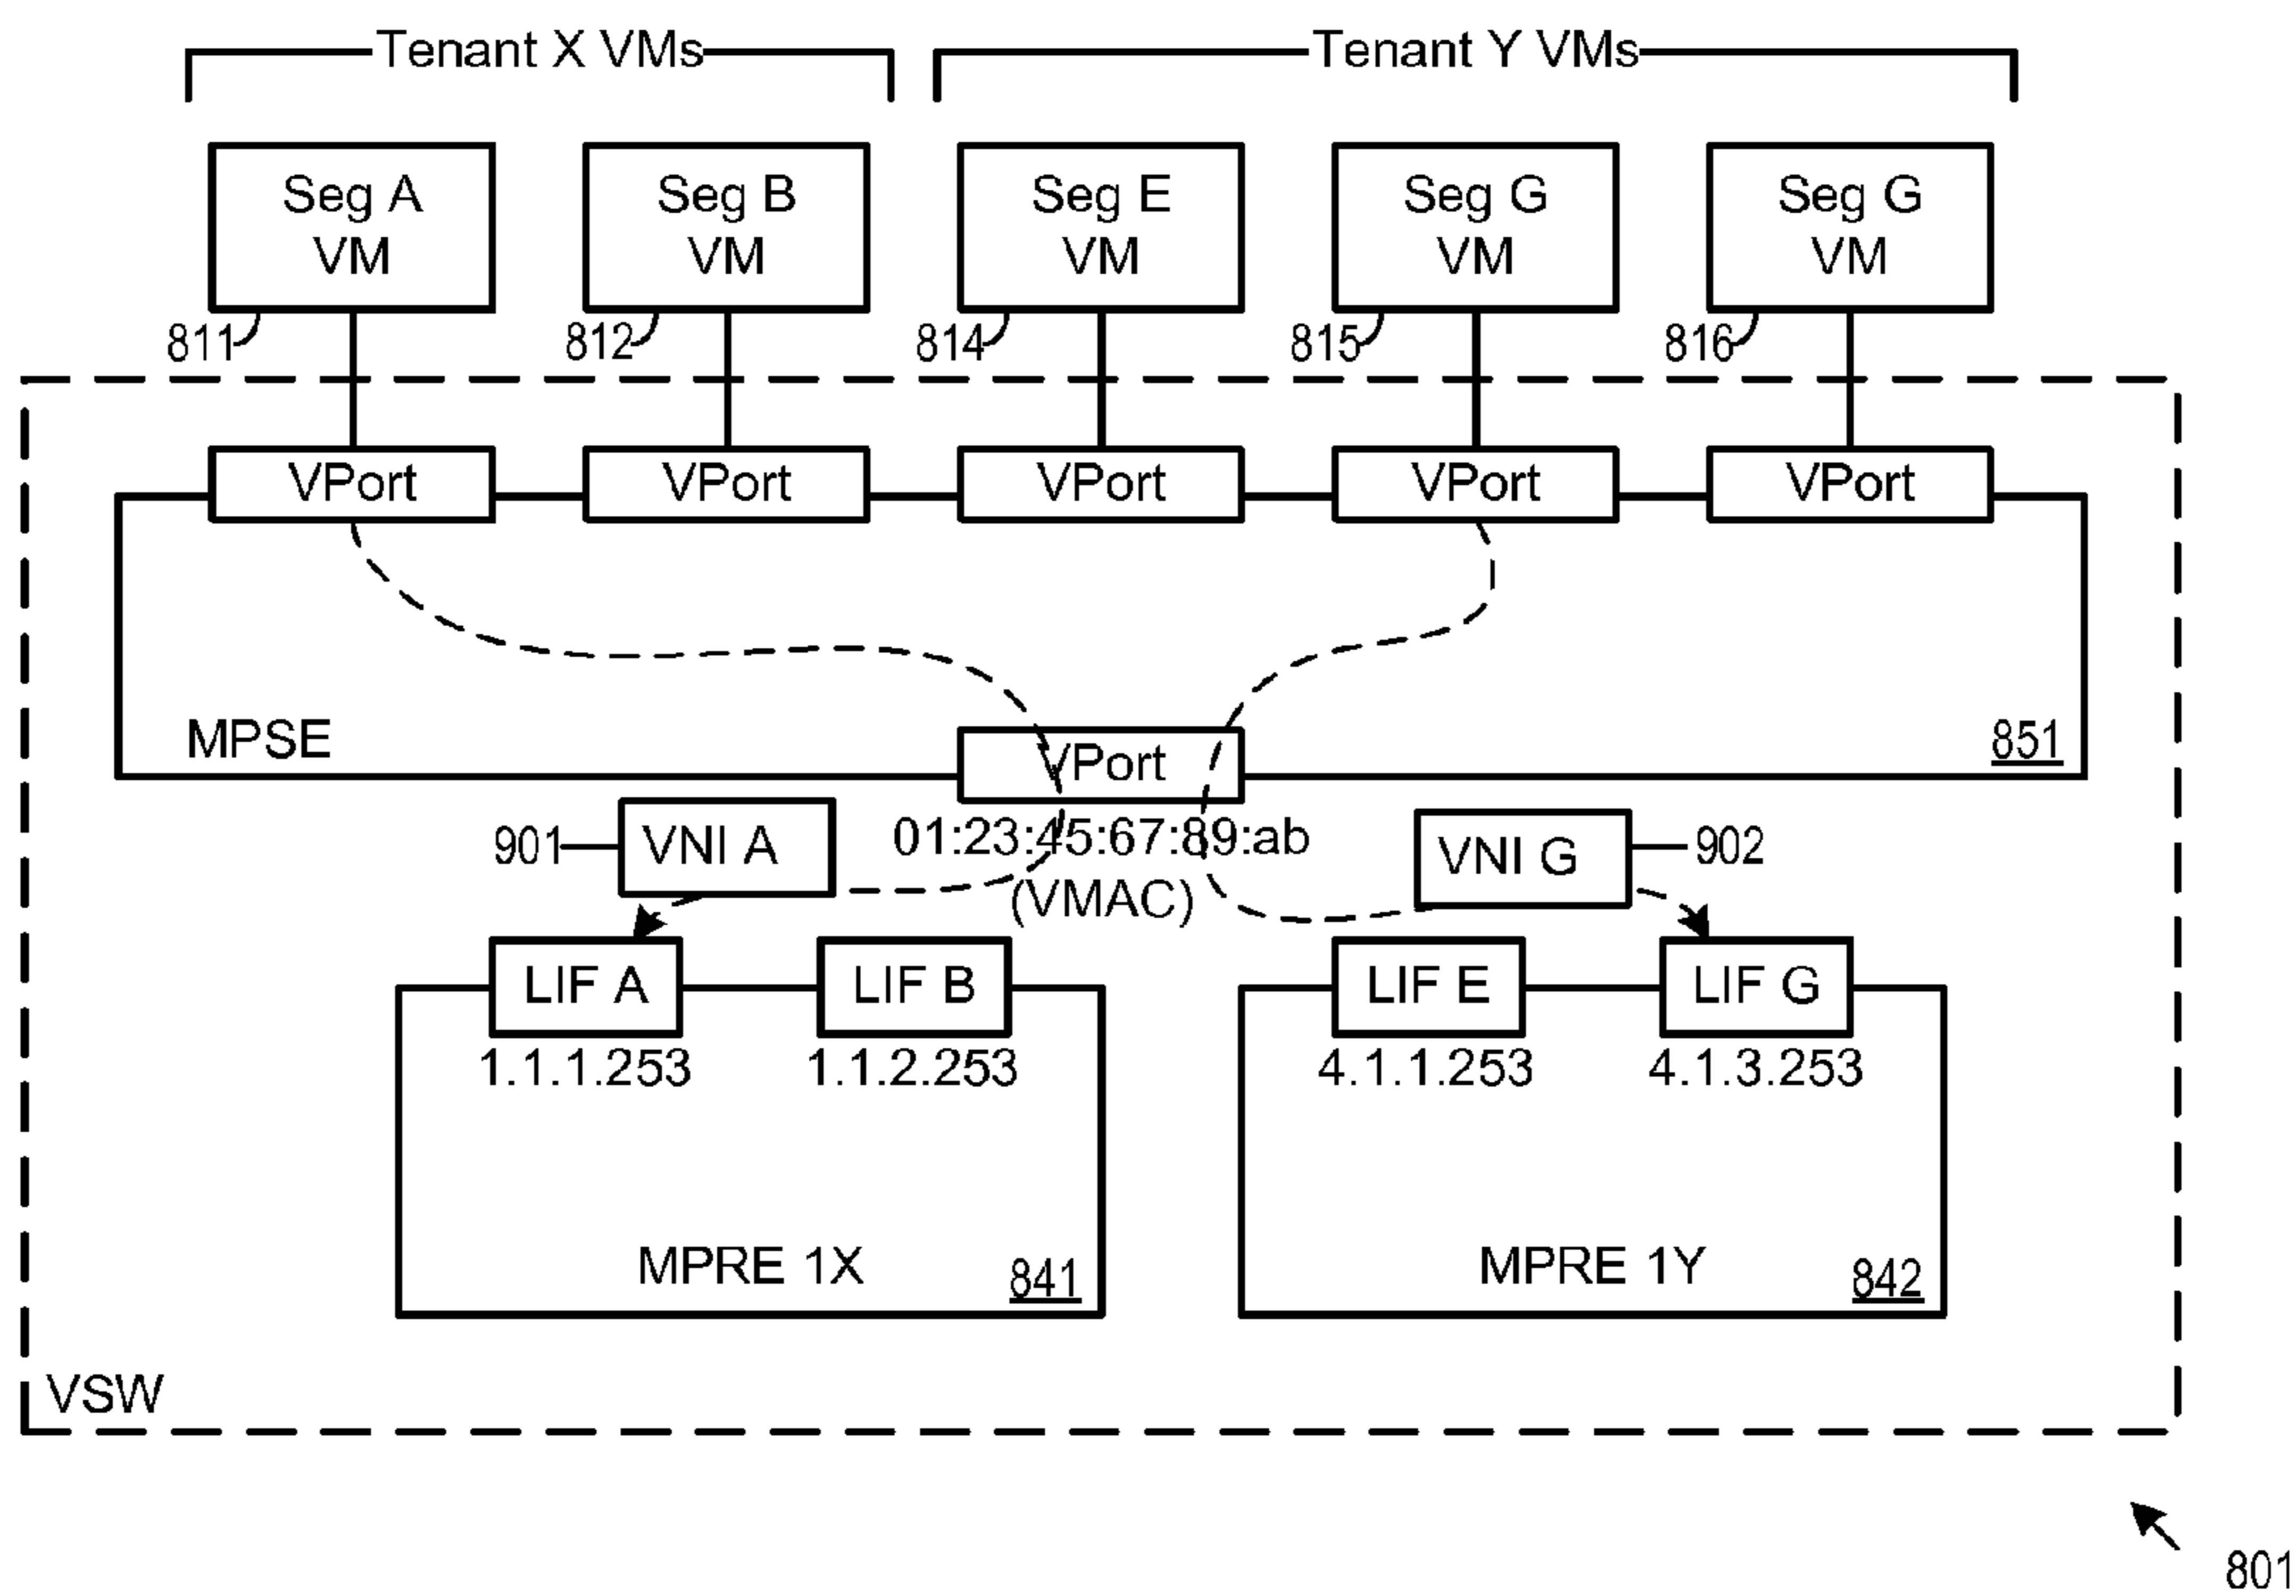 Tenant X VMs
Tenant Y VMs
Seg A
VM
Seg B
VM
Seg E
VM
Seg G
VM
Seg G
VM
811
812
814
815
816
VPort
VPort
VPort
VPort
VPort
MPSE
VPort
851
901
VNI A
01:23:45:67:89:ab
(VMAC)
VNI G
902
LIF A
LIF B
LIF E
LIF G
1.1.1.253
1.1.2.253
4.1.1.253
4.1.3.253
MPRE 1X
841
MPRE 1Y
842
VSW
801